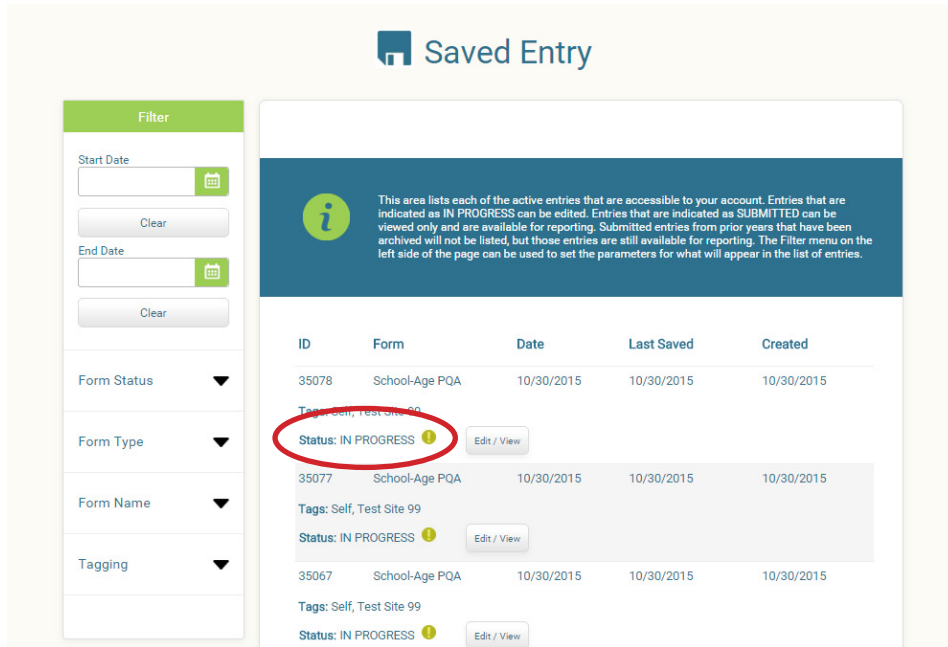 Saved Entry
Filter
Start Date
Clear
End Date
Clear
Form Status
Form Type
Form Name
Tagging
This area lists each of the active entries that are accessible to your account. Entries that are
indicated as IN PROGRESS can be edited. Entries that are indicated as SUBMITTED can be
viewed only and are available for reporting. Submitted entries from prior years that have been
archived will not be listed, but those entries are still available for reporting. The Filter menu on the
left side of the page can be used to set the parameters for what will appear in the list of entries.
ID Form Date Last Saved Created
35078 School-Age PQA 10/30/2015 10/30/2015 10/30/2015
Tags: Self, Test Site 99
Status: IN PROGRESS ! Edit / View
35077 School-Age PQA 10/30/2015 10/30/2015 10/30/2015
Tags: Self, Test Site 99
Status: IN PROGRESS ! Edit / View
35067 School-Age PQA 10/30/2015 10/30/2015 10/30/2015
Tags: Self, Test Site 99
Status: IN PROGRESS ! Edit / View